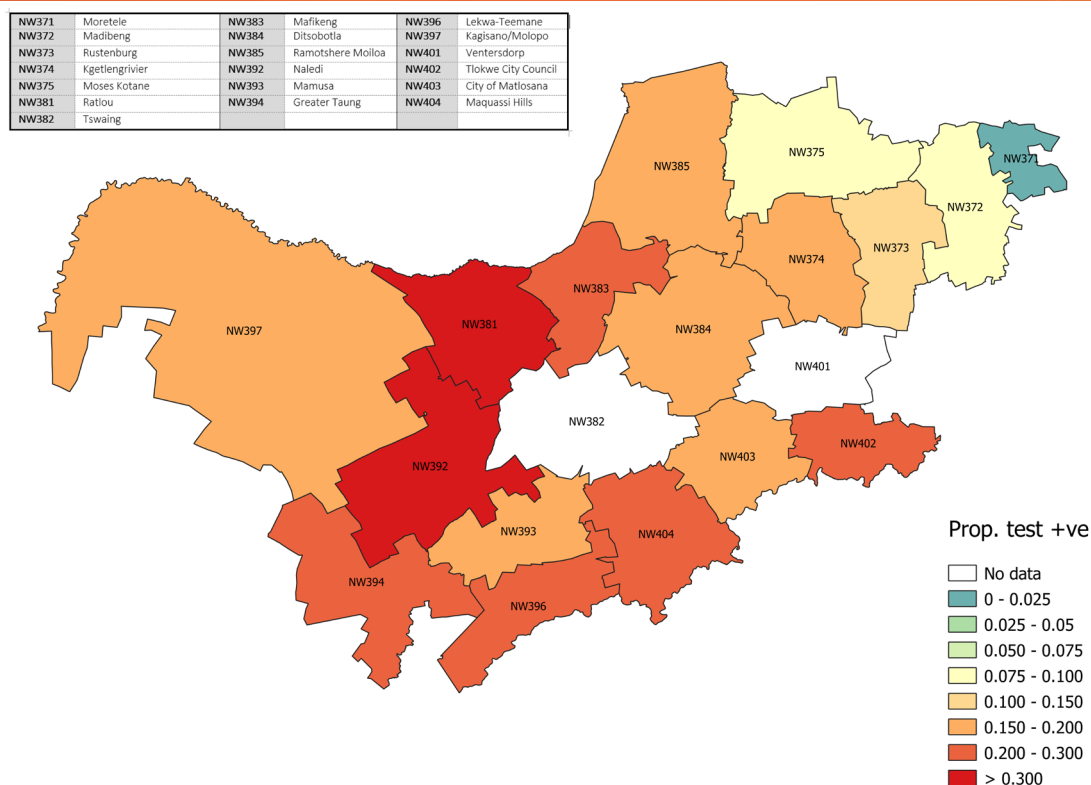 NW371 Moretele NW383 Mafikeng NW396 Lekwa-Teemane
NW372 Madibeng NW384 Ditsobotla NW397 Kagisano/Molopo
NW373 Rustenburg NW385 Ramotshere Moiloa NW401 Ventersdorp
NW374 Kgetlengrivier NW392 Naledi NW402 Tlokwe City Council
NW375 Moses Kotane NW393 Mamusa NW403 City of Matlosana
NW381 Ratlou NW394 Greater Taung NW404 Maquassi Hills
NW382 Tswaing
NW375
NW371
NW385
NW372
NW373
NW374
NW383
NW381
NW397
NW384
NW401
NW382
NW402
NW403
NW392
NW393
NW404
NW394
NW396
Prop. test +ve
No data
0 - 0.025
0.025 - 0.05
0.050 - 0.075
0.075 - 0.100
0.100 - 0.150
0.150 - 0.200
0.200 - 0.300
> 0.300